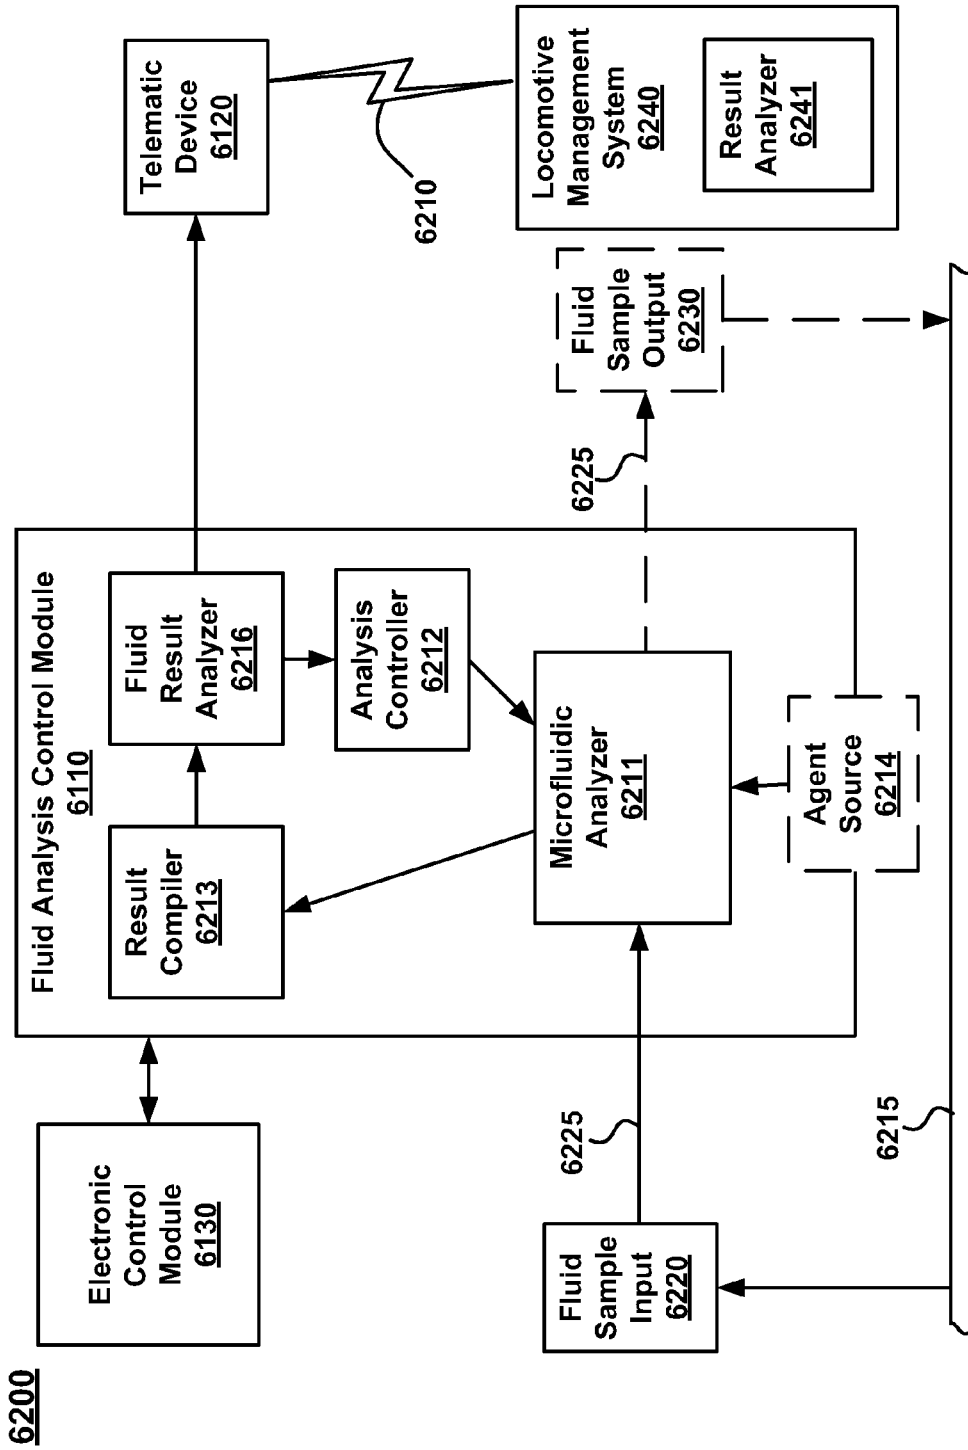 6200
Electronic
Control
Module
6130
Fluid Analysis Control Module
6110
Result
Compiler
6213
Fluid
Result
Analyzer
6216
Analysis
Controller
6212
Microfluidic
Analyzer
6211
Agent
Source
6214
Telematic
Device
6120
6210
Locomotive
Management
System
6240
Result
Analyzer
6241
Fluid
Sample
Input
6220
6225
6225
Fluid
Sample
Output
6230
6215